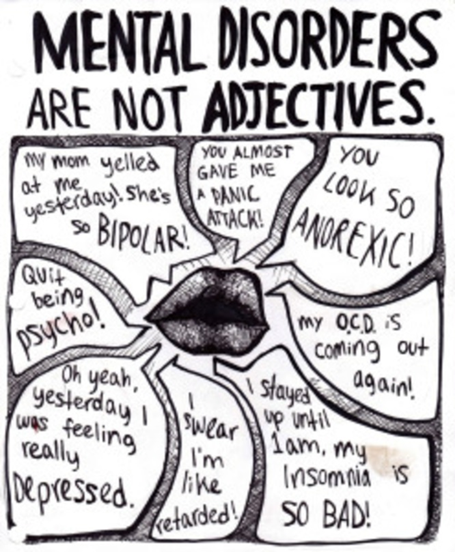 MENTAL DISORDERS
ARE NOT ADJECTIVES.
my mom yelled
at me
yesterday! She's
so BIPOLAR!
YOU ALMOST
GAVE ME
A PANIC
ATTACK!
YOU
LOOK SO
ANOREXIC!
Quit
being
psycho!
my O.C.D. is
coming out
again!
Oh yeah,
yesterday I
was feeling
really
Depressed.
I
swear
I'm
like
retarded!
I stayed
up until
1am, my
Insomnia is
SO BAD!